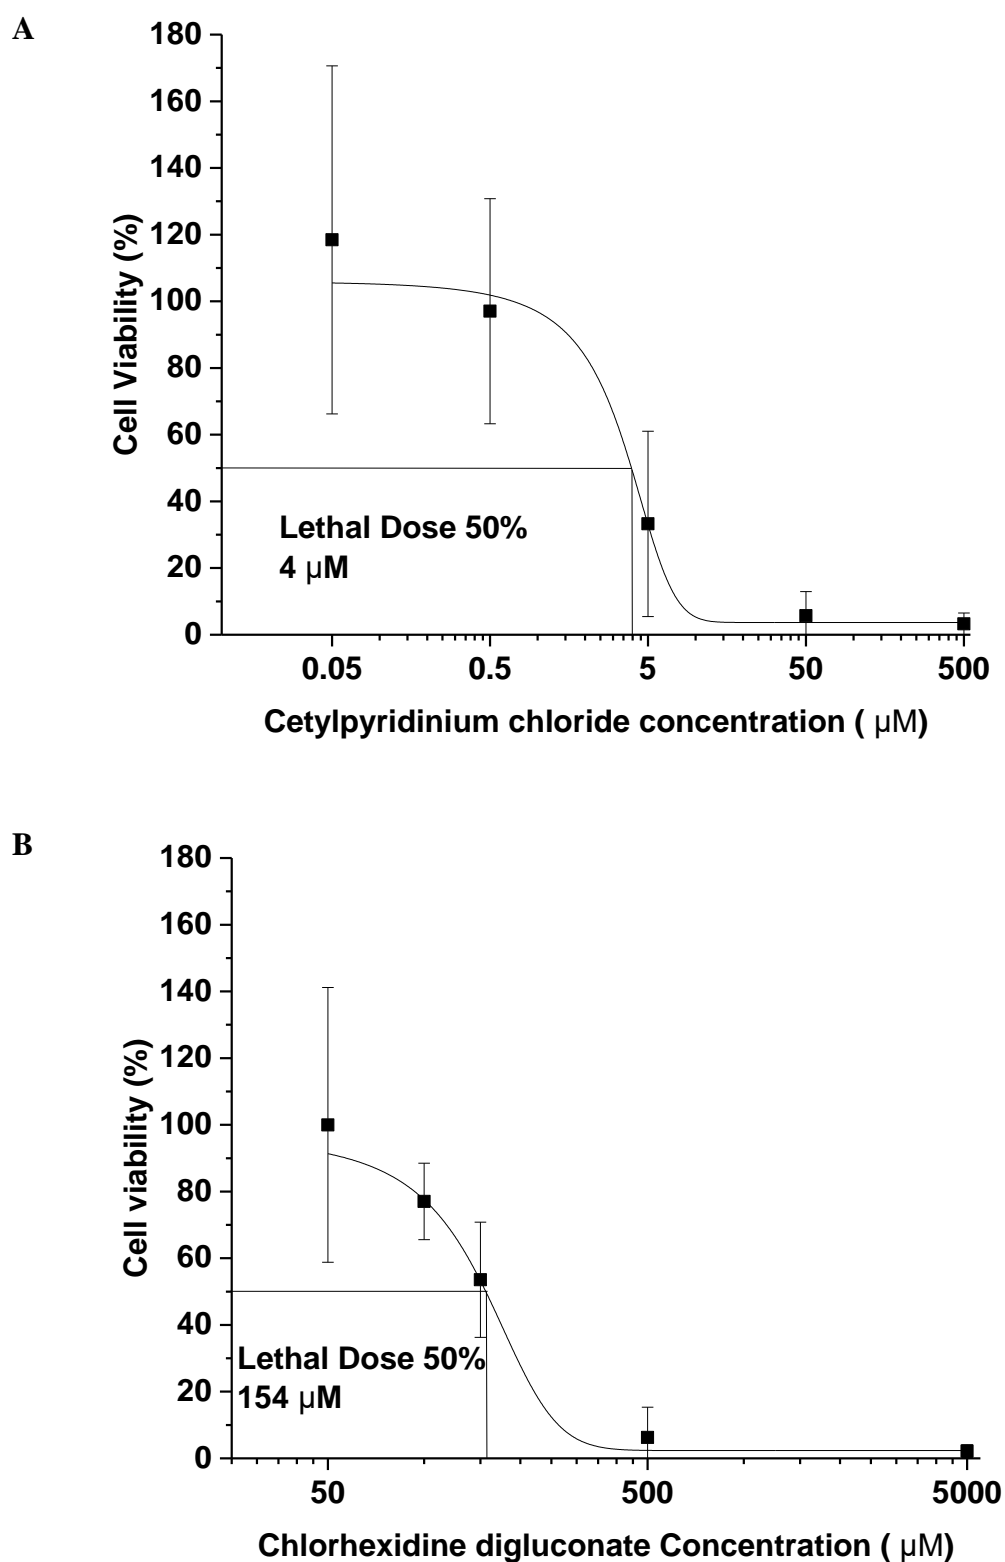 A
180
160
140
120
100
80
60
40
20
0
Cell Viability (%)
Lethal Dose 50%
4 µM
0.05 0.5 5 50 500
Cetylpyridinium chloride concentration ( µM)
B
180
160
140
120
100
80
60
40
20
0
Cell viability (%)
Lethal Dose 50%
154 µM
50 500 5000
Chlorhexidine digluconate Concentration ( µM)